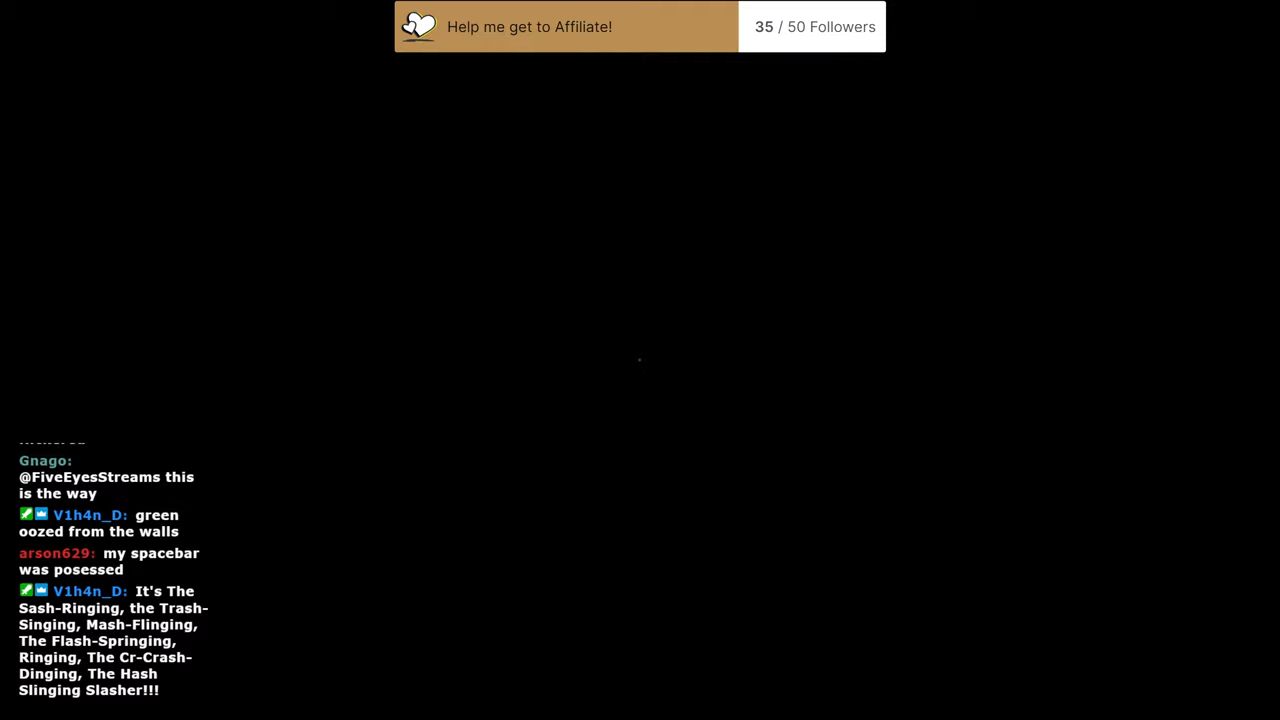 Help me get to Affiliate!
35 / 50 Followers
Gnago:
@FiveEyesStreams this
is the way
V1h4n_D: green
oozed from the walls
arson629: my spacebar
was posessed
V1h4n_D: It's The
Sash-Ringing, the Trash-
Singing, Mash-Flinging,
The Flash-Springing,
Ringing, The Cr-Crash-
Dinging, The Hash
Slinging Slasher!!!